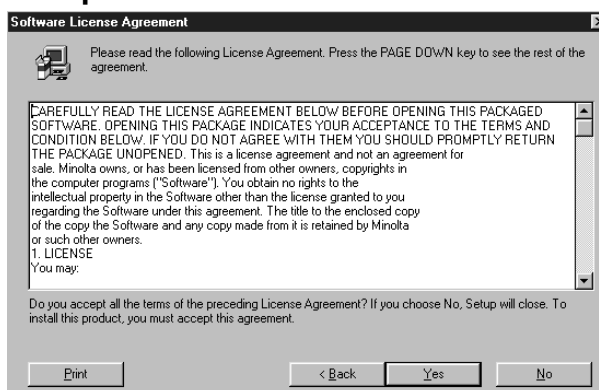 Software License Agreement
Please read the following License Agreement. Press the PAGE DOWN key to see the rest of the
agreement.
CAREFULLY READ THE LICENSE AGREEMENT BELOW BEFORE OPENING THIS PACKAGED
SOFTWARE. OPENING THIS PACKAGE INDICATES YOUR ACCEPTANCE TO THE TERMS AND
CONDITION BELOW. IF YOU DO NOT AGREE WITH THEM YOU SHOULD PROMPTLY RETURN
THE PACKAGE UNOPENED. This is a license agreement and not an agreement for
sale. Minolta owns, or has been licensed from other owners, copyrights in
the computer programs ("Software"). You obtain no rights to the
intellectual property in the Software other than the license granted to you
regarding the Software under this agreement. The title to the enclosed copy
of the copy the Software and any copy made from it is retained by Minolta
or such other owners.
1. LICENSE
You may:
Do you accept all the terms of the preceding License Agreement? If you choose No, Setup will close. To
install this product, you must accept this agreement.
Print < Back Yes No